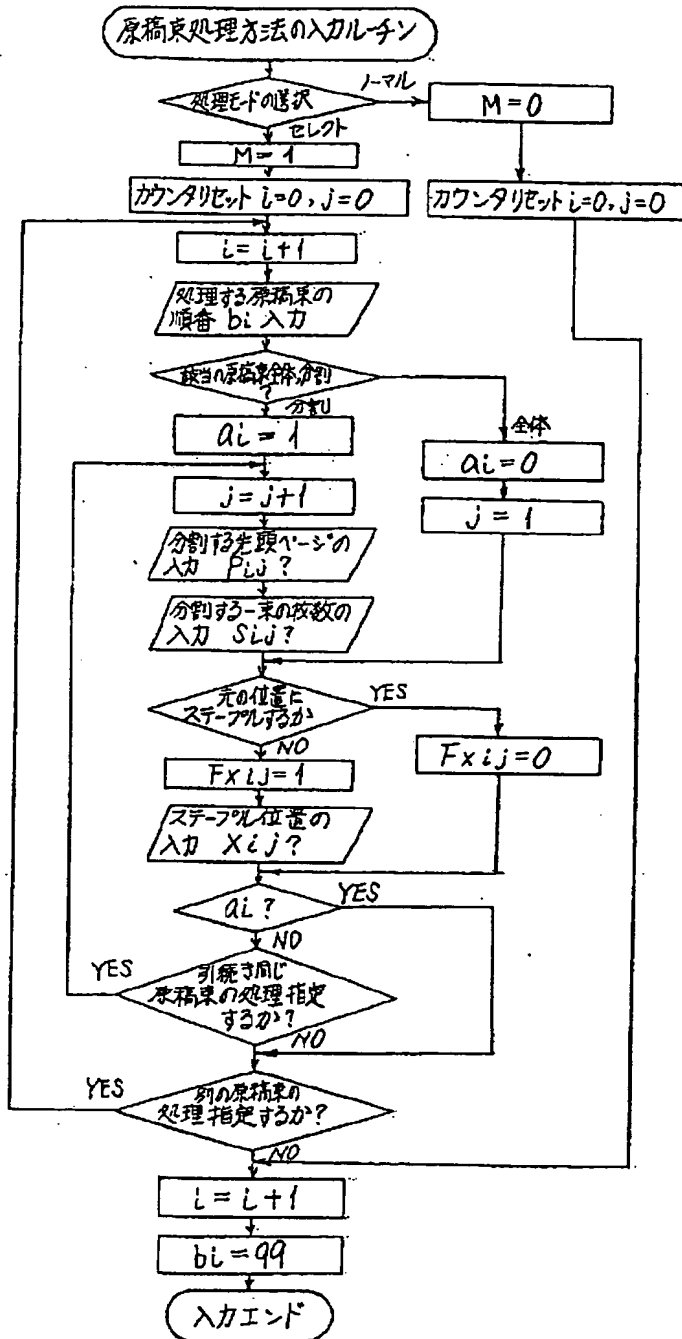 原稿束処理方法の入力ルーチン
処理モードの選択
ノーマル
M=0
セレクト
M=1
カウンタリセット i=0, j=0
カウンタリセット i=0, j=0
i=i+1
処理する原稿束の
順番 bi 入力
該当の原稿束全体,分割
?
分割
全体
ai=1
ai=0
j=j+1
j=1
分割する先頭ページの
入力 Pij?
分割する一束の枚数の
入力 Sij?
元の位置に
ステープルするか
YES
NO
Fxij=1
Fxij=0
ステープル位置の
入力 Xij?
ai?
YES
NO
YES
引続き同じ
原稿束の処理指定
するか?
NO
YES
別の原稿束の
処理指定するか?
NO
i=i+1
bi=99
入力エンド